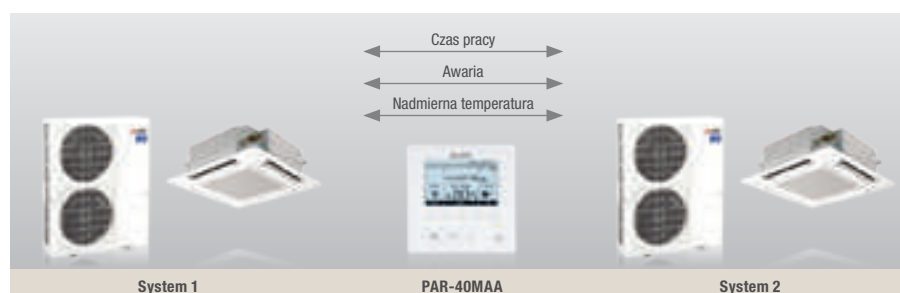 Czas pracy
Awaria
Nadmierna temperatura
System 1
PAR-40MAA
System 2